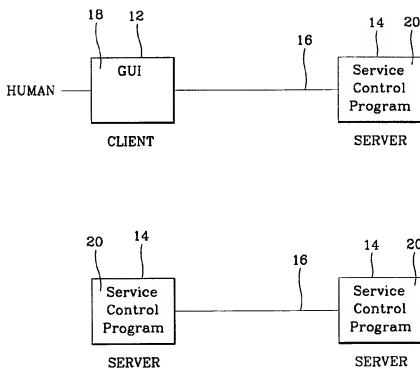 18 12 14 20
16
HUMAN GUI Service Control Program
CLIENT SERVER
20 14 16 14 20
Service Control Program Service Control Program
SERVER SERVER